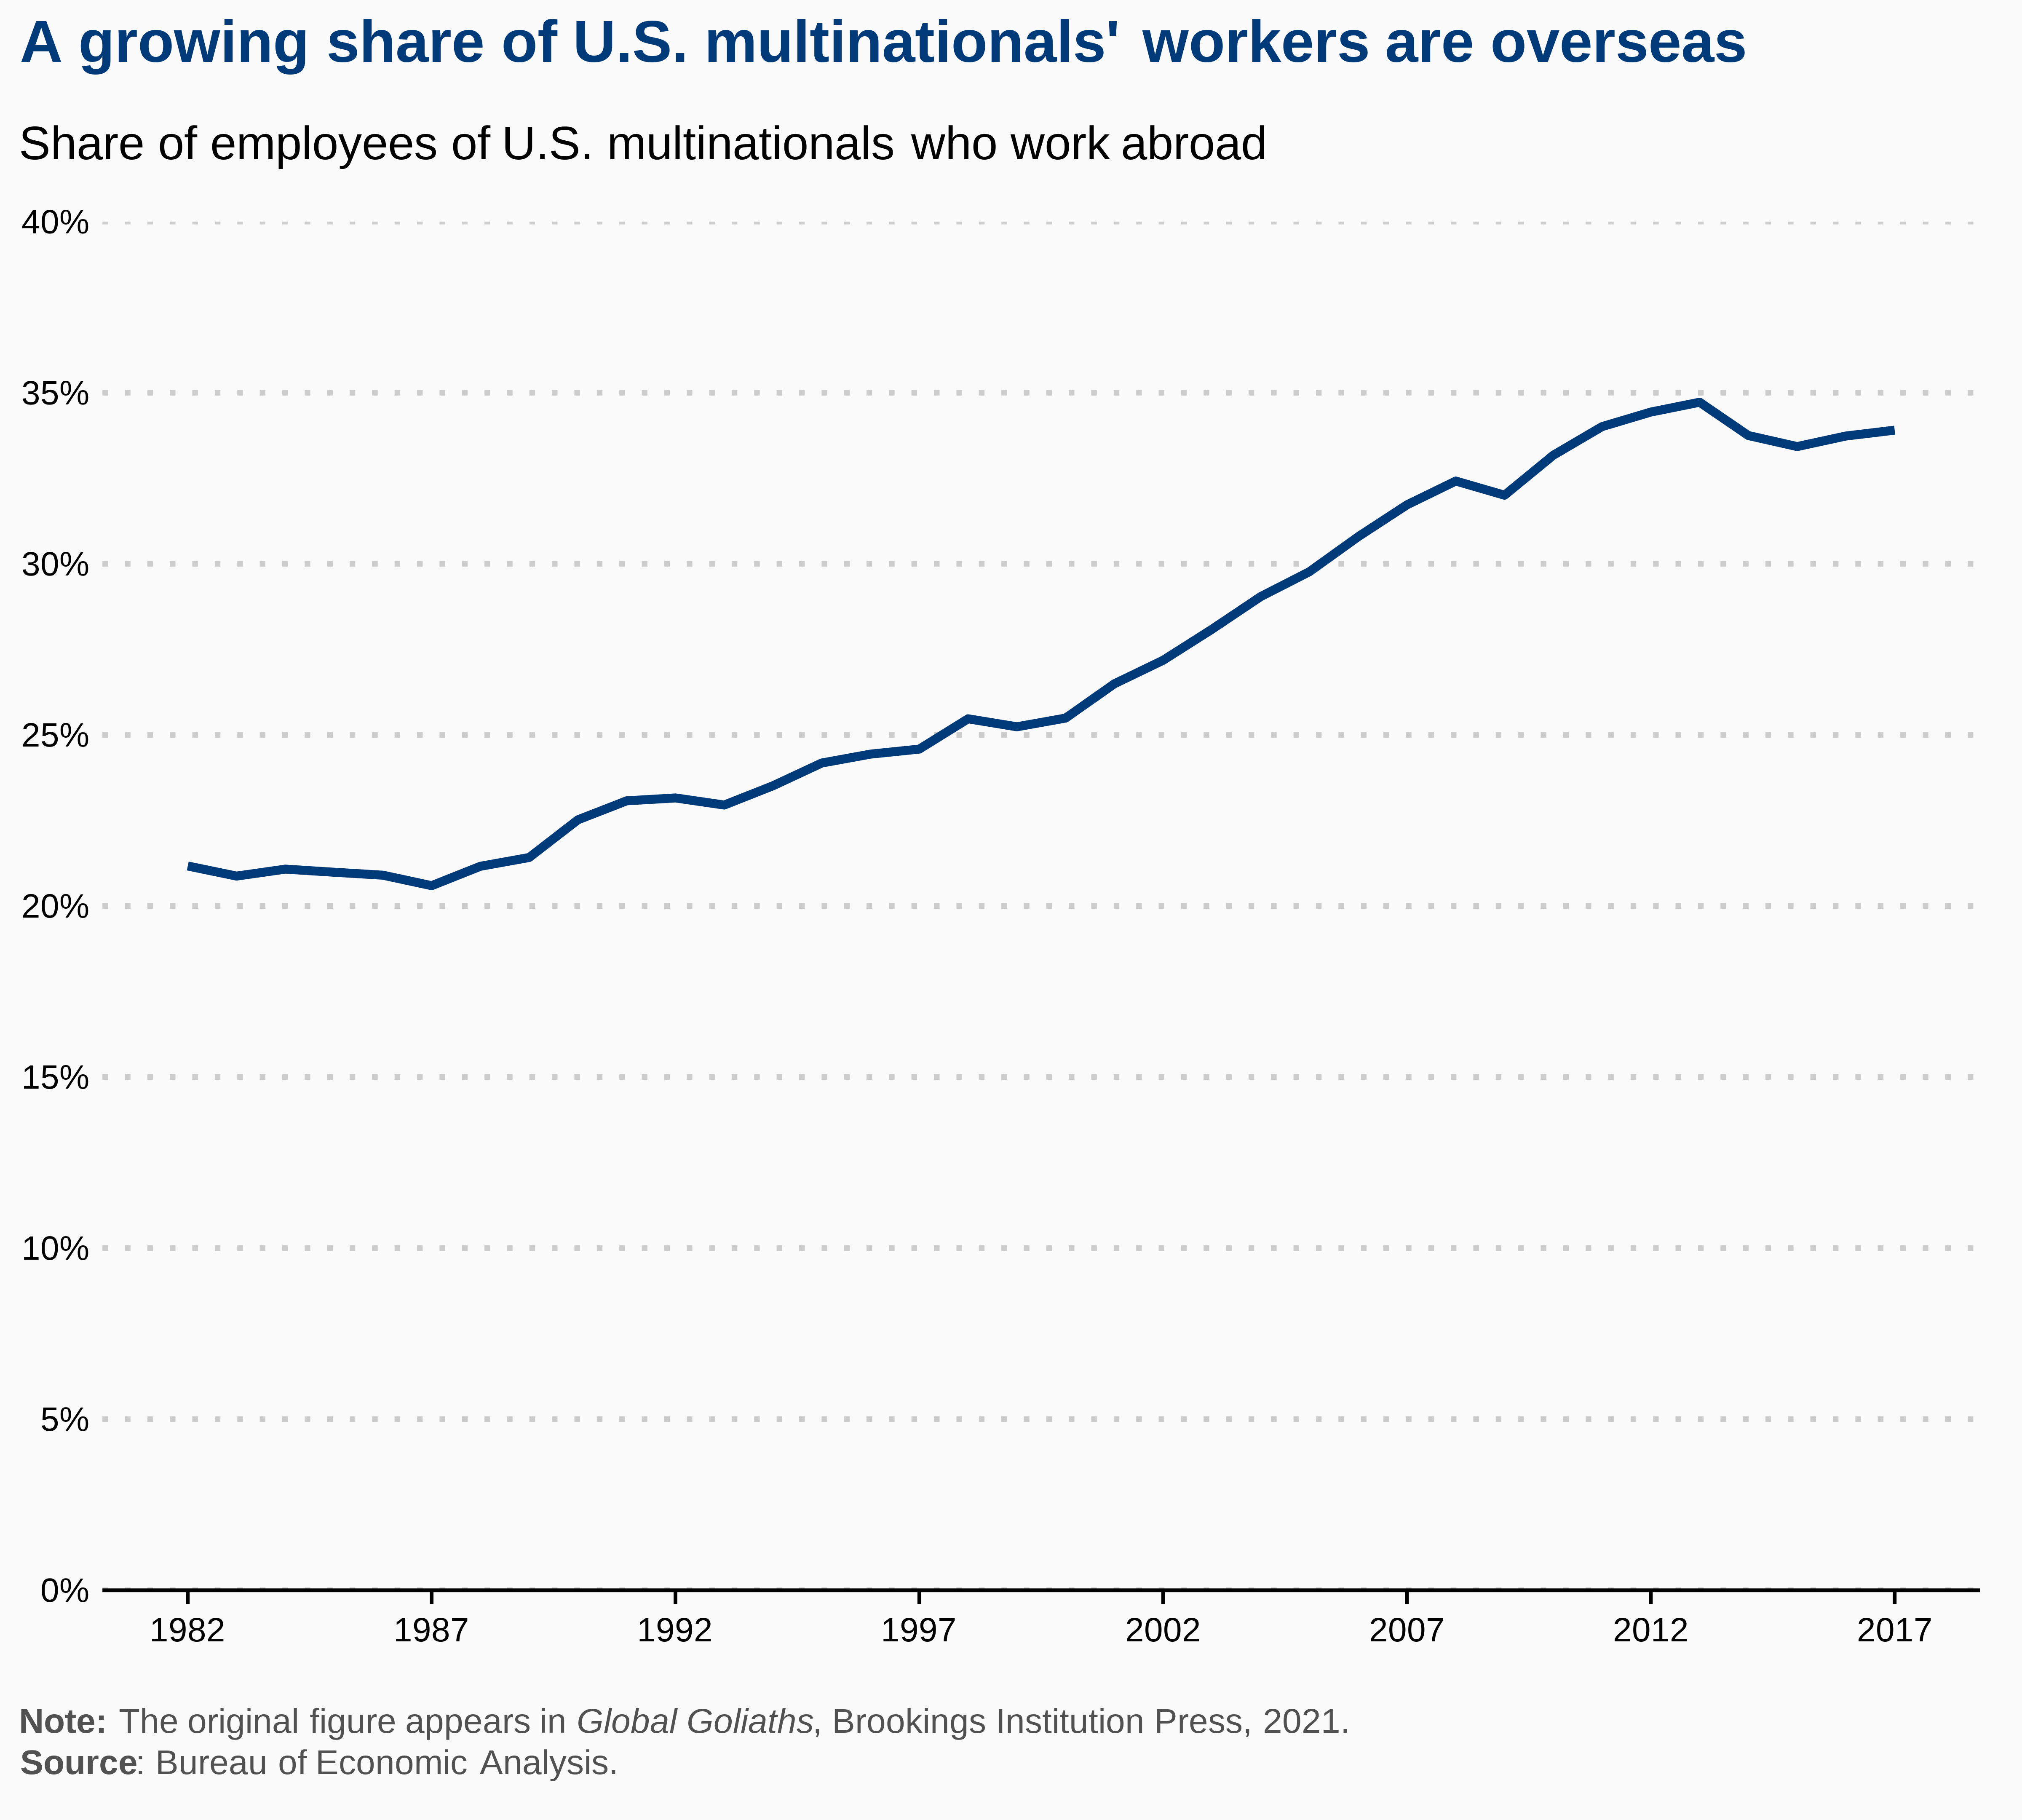 A growing share of U.S. multinationals' workers are overseas
Share of employees of U.S. multinationals who work abroad
40%
35%
30%
25%
20%
15%
10%
5%
0%
1982 1987 1992 1997 2002 2007 2012 2017
Note: The original figure appears in Global Goliaths, Brookings Institution Press, 2021.
Source: Bureau of Economic Analysis.